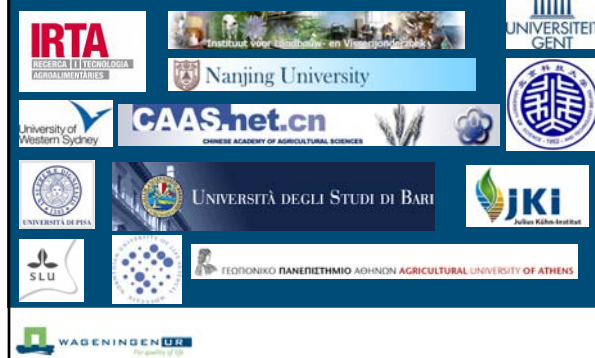 IRTA
RECERCA | I | TECNOLOGIA
AGROALIMENTÀRIES
Instituut voor Landbouw- en Visserijonderzoek
UNIVERSITEIT
GENT
Nanjing University
University of
Western Sydney
CAAS.net.cn
CHINESE ACADEMY OF AGRICULTURAL SCIENCES
UNIVERSITÀ DI PISA
UNIVERSITÀ DEGLI STUDI DI BARI
JKI
Julius Kühn-Institut
SLU
ΓΕΩΠΟΝΙΚΟ ΠΑΝΕΠΙΣΤΗΜΙΟ ΑΘΗΝΩΝ AGRICULTURAL UNIVERSITY OF ATHENS
WAGENINGEN UR
For quality of life